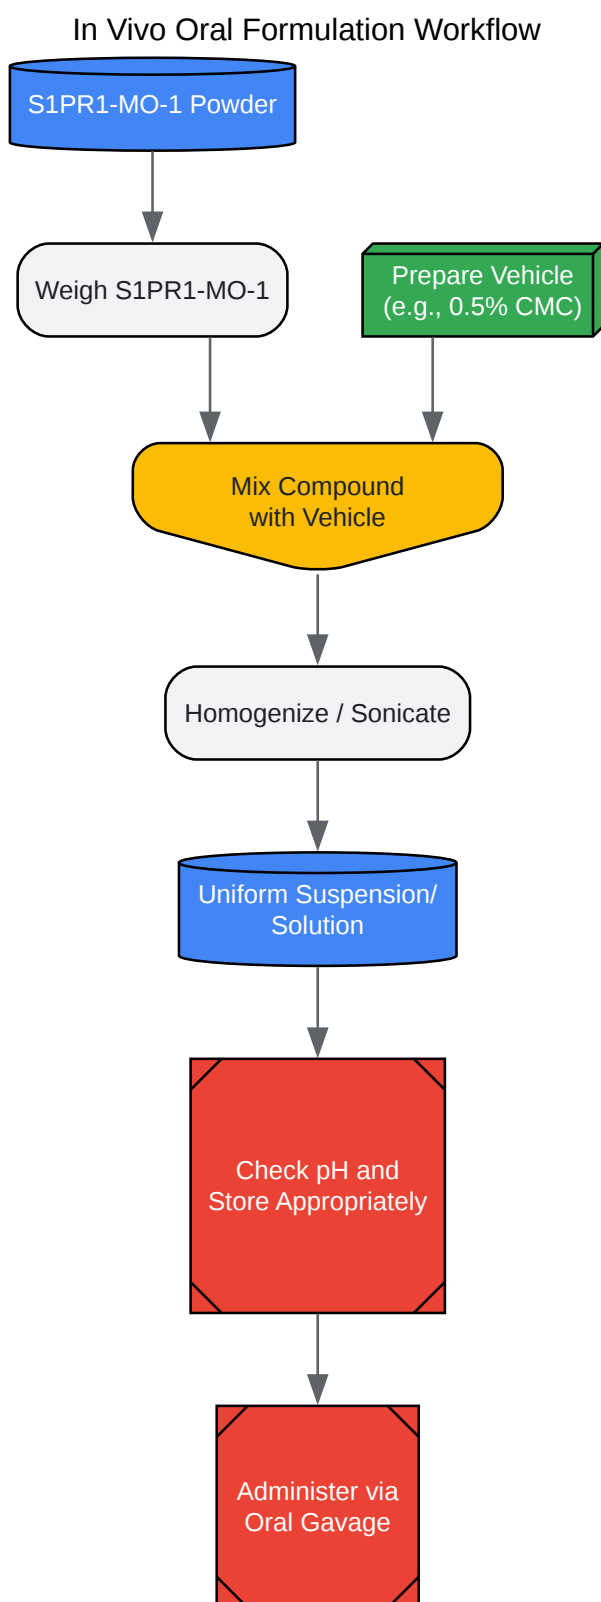 In Vivo Oral Formulation Workflow
S1PR1-MO-1 Powder
Weigh S1PR1-MO-1
Prepare Vehicle
(e.g., 0.5% CMC)
Mix Compound
with Vehicle
Homogenize / Sonicate
Uniform Suspension/
Solution
Check pH and
Store Appropriately
Administer via
Oral Gavage